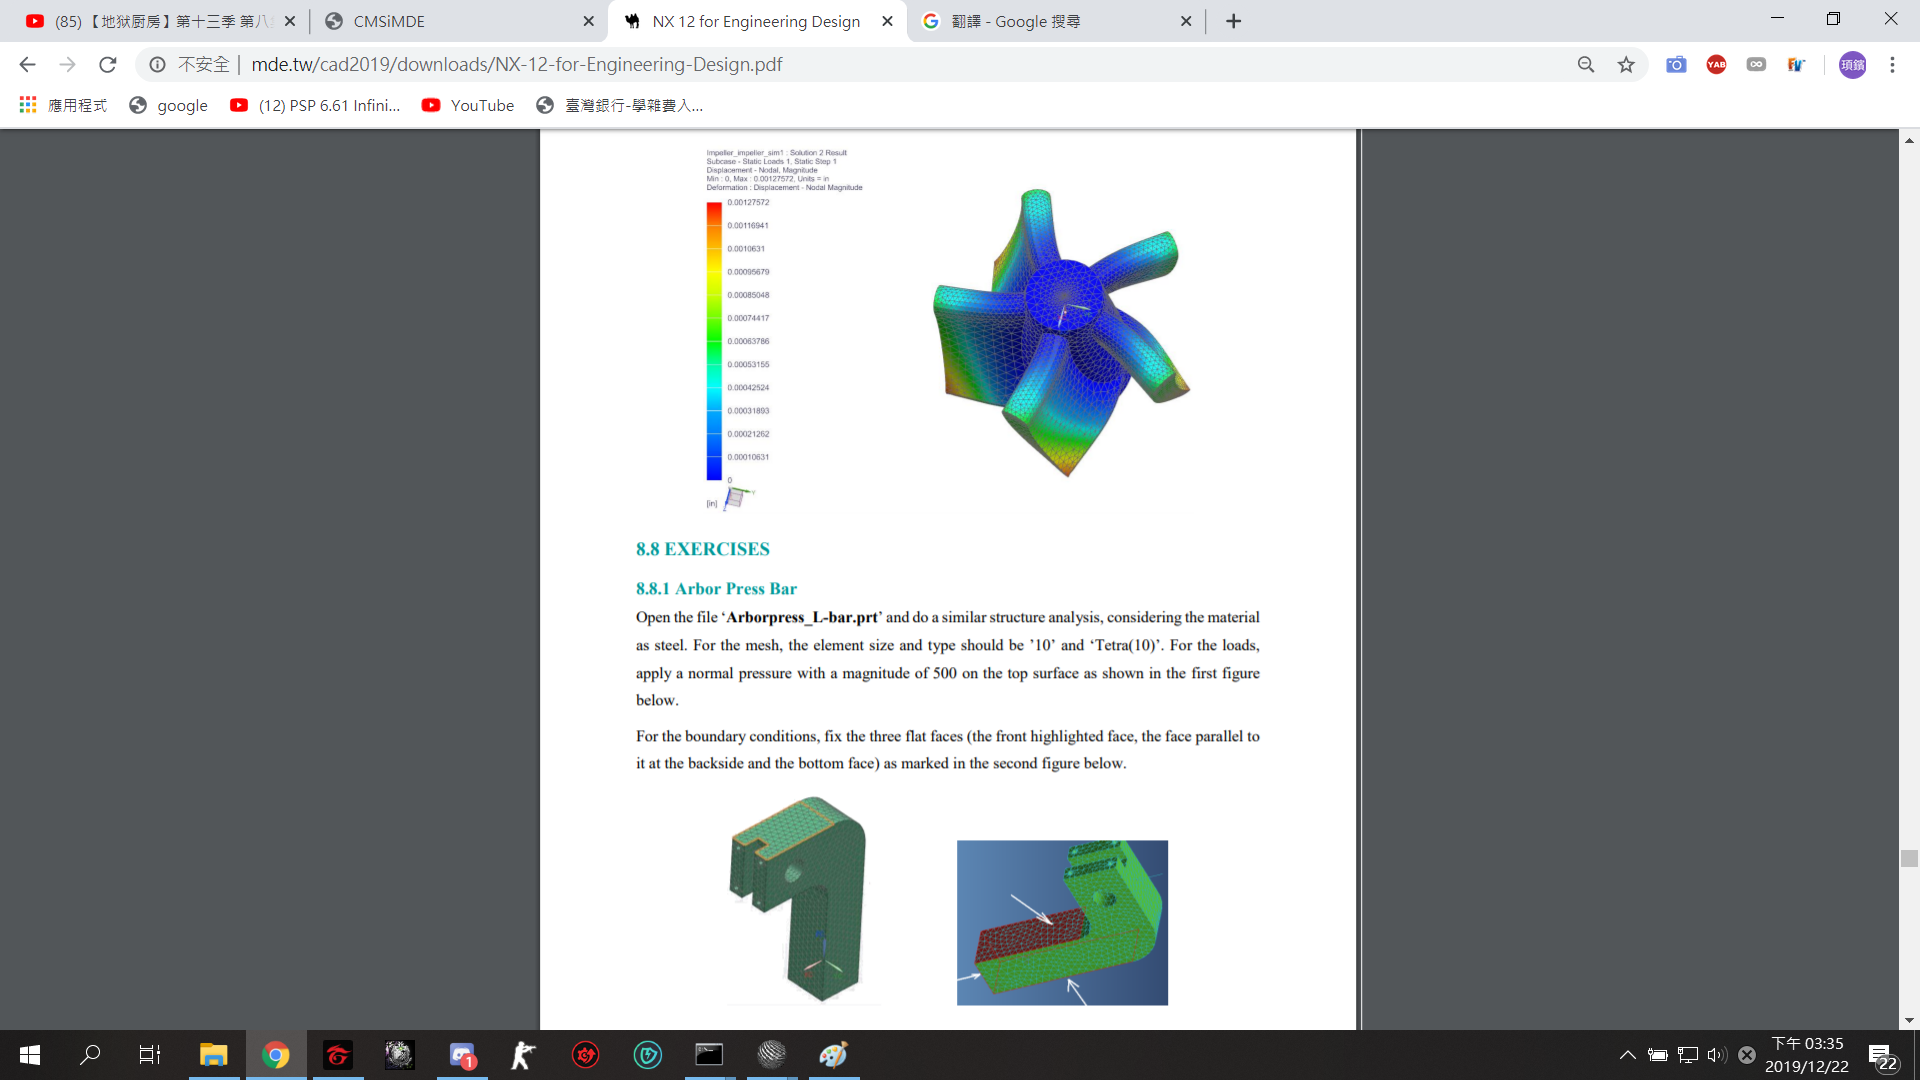 (85) 【地狱厨房】第十三季 第八
CMSiMDE
NX 12 for Engineering Design
翻譯 - Google 搜尋
不安全 | mde.tw/cad2019/downloads/NX-12-for-Engineering-Design.pdf
YAB
頊鑌
應用程式
google
(12) PSP 6.61 Infini...
YouTube
臺灣銀行-學雜費入...
Impeller_impeller_sim1 : Solution 2 Result
Subcase - Static Loads 1, Static Step 1
Displacement - Nodal, Magnitude
Min : 0, Max : 0.00127572, Units = in
Deformation : Displacement - Nodal Magnitude
0.00127572
0.00116941
0.0010631
0.00095679
0.00085048
0.00074417
0.00063786
0.00053155
0.00042524
0.00031893
0.00021262
0.00010631
0
[in]
Y
8.8 EXERCISES
8.8.1 Arbor Press Bar
Open the file ‘Arborpress_L-bar.prt’ and do a similar structure analysis, considering the material
as steel. For the mesh, the element size and type should be ’10’ and ‘Tetra(10)’. For the loads,
apply a normal pressure with a magnitude of 500 on the top surface as shown in the first figure
below.
For the boundary conditions, fix the three flat faces (the front highlighted face, the face parallel to
it at the backside and the bottom face) as marked in the second figure below.
1
下午 03:35
2019/12/22
22